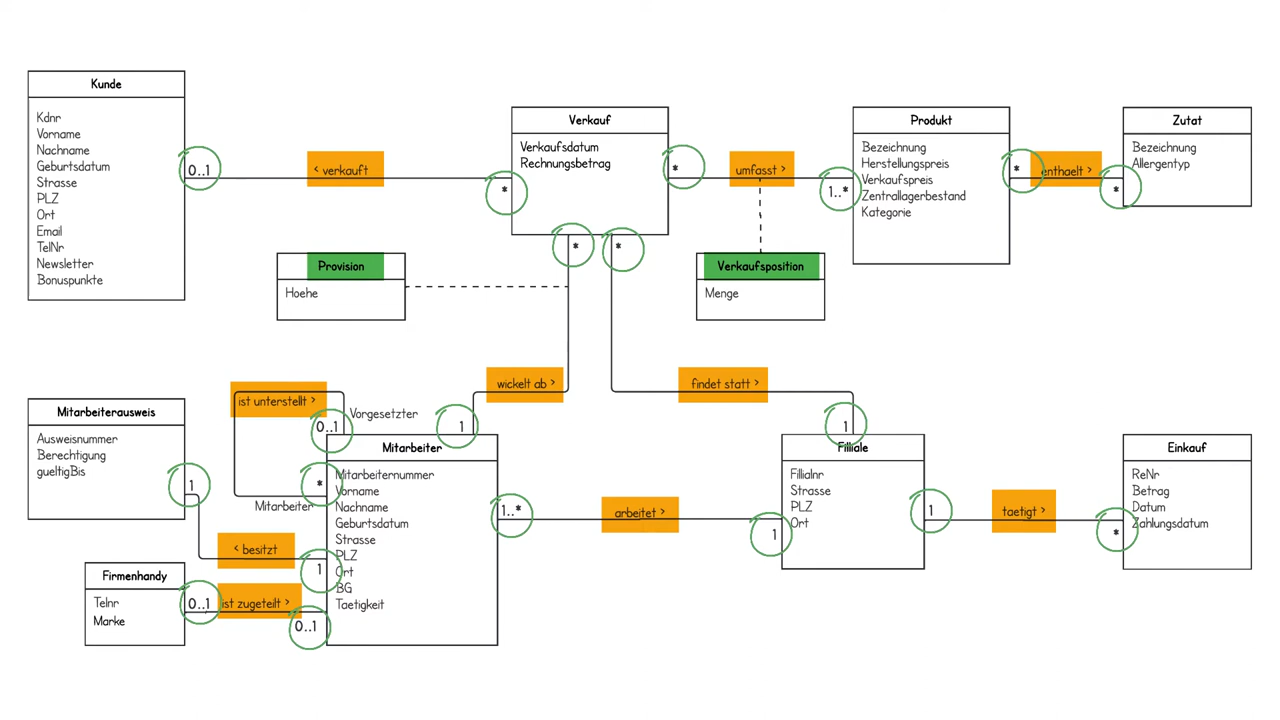 Kunde
Kdnr
Vorname
Nachname
Geburtsdatum
Strasse
PLZ
Ort
Email
TelNr
Newsletter
Bonuspunkte
0..1
< verkauft
*
Verkauf
Verkaufsdatum
Rechnungsbetrag
*
umfasst >
1..*
Produkt
Bezeichnung
Herstellungspreis
Verkaufspreis
Zentrallagerbestand
Kategorie
*
enthaelt >
*
Zutat
Bezeichnung
Allergentyp
*
*
Provision
Hoehe
Verkaufsposition
Menge
wickelt ab >
findet statt >
ist unterstellt >
Vorgesetzter
0..1
1
1
Mitarbeiterausweis
Ausweisnummer
Berechtigung
gueltigBis
1
*
Mitarbeiter
< besitzt
1
Firmenhandy
Telnr
Marke
0..1
ist zugeteilt >
0..1
Mitarbeiter
Mitarbeiternummer
Vorname
Nachname
Geburtsdatum
Strasse
PLZ
Ort
BG
Taetigkeit
1..*
arbeitet >
1
Filiale
Fillialnr
Strasse
PLZ
Ort
1
taetigt >
*
Einkauf
ReNr
Betrag
Datum
Zahlungsdatum